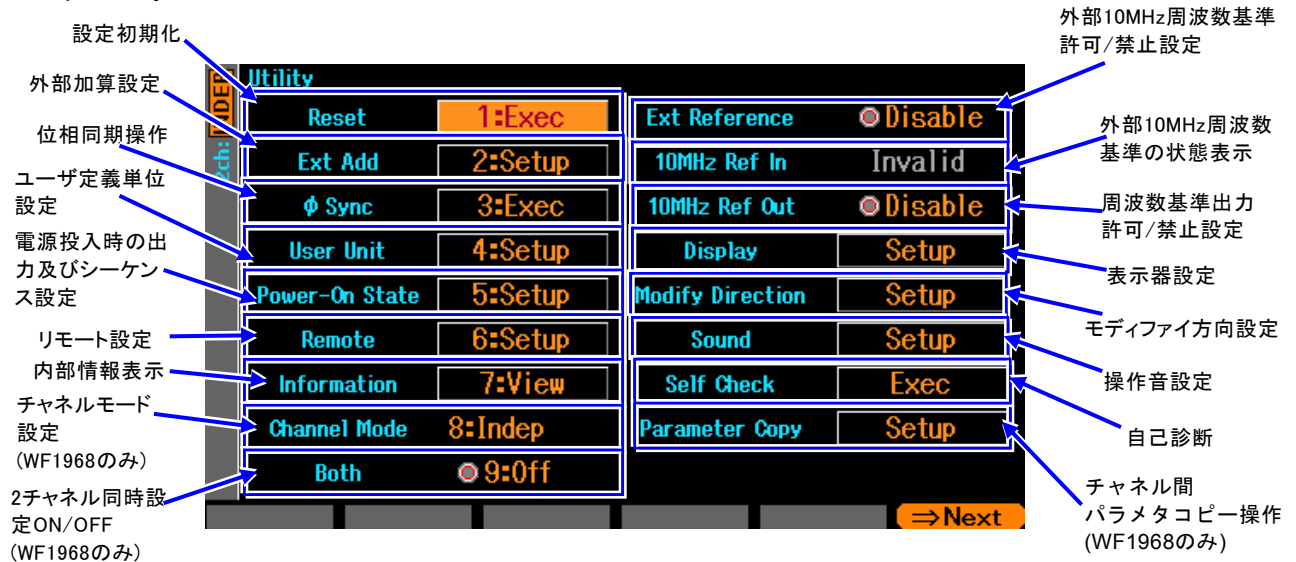 設定初期化
外部加算設定
位相同期操作
ユーザ定義単位
設定
電源投入時の出
力及びシーケン
ス設定
リモート設定
内部情報表示
チャネルモード
設定
(WF1968のみ)
2チャネル同時設
定ON/OFF
(WF1968のみ)
2ch:
Utility
Reset 1:Exec
Ext Add 2:Setup
ϕ Sync 3:Exec
User Unit 4:Setup
Power-On State 5:Setup
Remote 6:Setup
Information 7:View
Channel Mode 8:Indep
Both 9:Off
Ext Reference Disable
10MHz Ref In Invalid
10MHz Ref Out Disable
Display Setup
Modify Direction Setup
Sound Setup
Self Check Exec
Parameter Copy Setup
⇒Next
外部10MHz周波数基準
許可/禁止設定
外部10MHz周波数
基準の状態表示
周波数基準出力
許可/禁止設定
表示器設定
モディファイ方向設定
操作音設定
自己診断
チャネル間
パラメタコピー操作
(WF1968のみ)